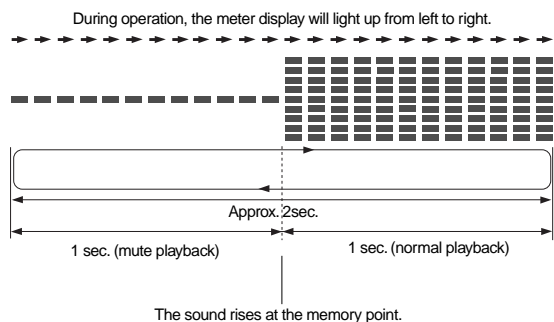 During operation, the meter display will light up from left to right.
Approx. 2sec.
1 sec. (mute playback)
1 sec. (normal playback)
The sound rises at the memory point.